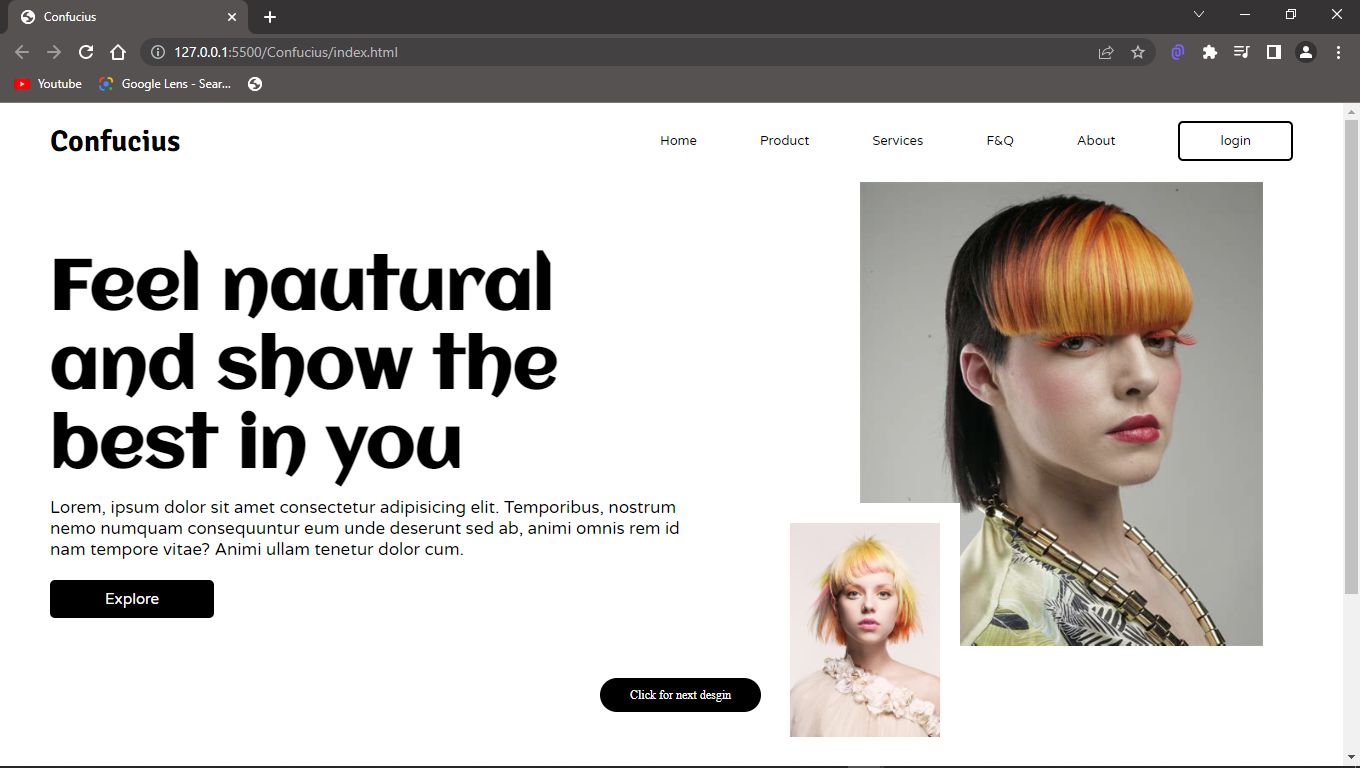 Confucius
127.0.0.1:5500/Confucius/index.html
Youtube
Google Lens - Sear...
Confucius
Home
Product
Services
F&Q
About
login
Feel nautural
and show the
best in you
Lorem, ipsum dolor sit amet consectetur adipisicing elit. Temporibus, nostrum
nemo numquam consequuntur eum unde deserunt sed ab, animi omnis rem id
nam tempore vitae? Animi ullam tenetur dolor cum.
Explore
Click for next desgin